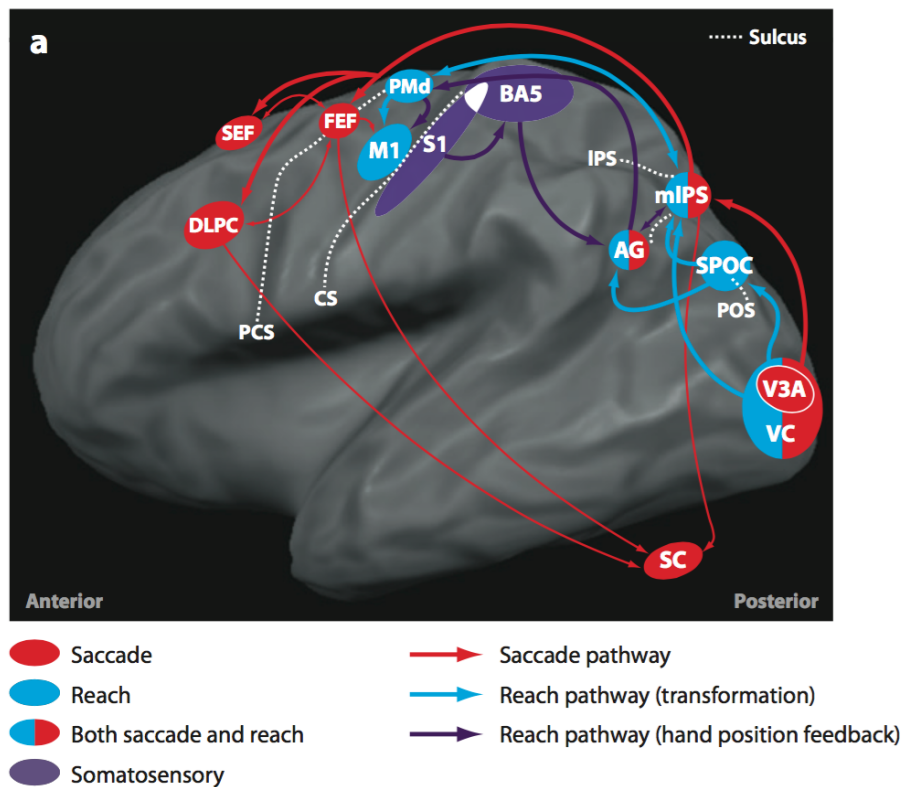 a
Sulcus
PMd
BA5
SEF
FEF
M1
S1
IPS
mIPS
DLPC
AG
SPOC
CS
POS
PCS
V3A
VC
SC
Anterior
Posterior
Saccade
Saccade pathway
Reach
Reach pathway (transformation)
Both saccade and reach
Reach pathway (hand position feedback)
Somatosensory